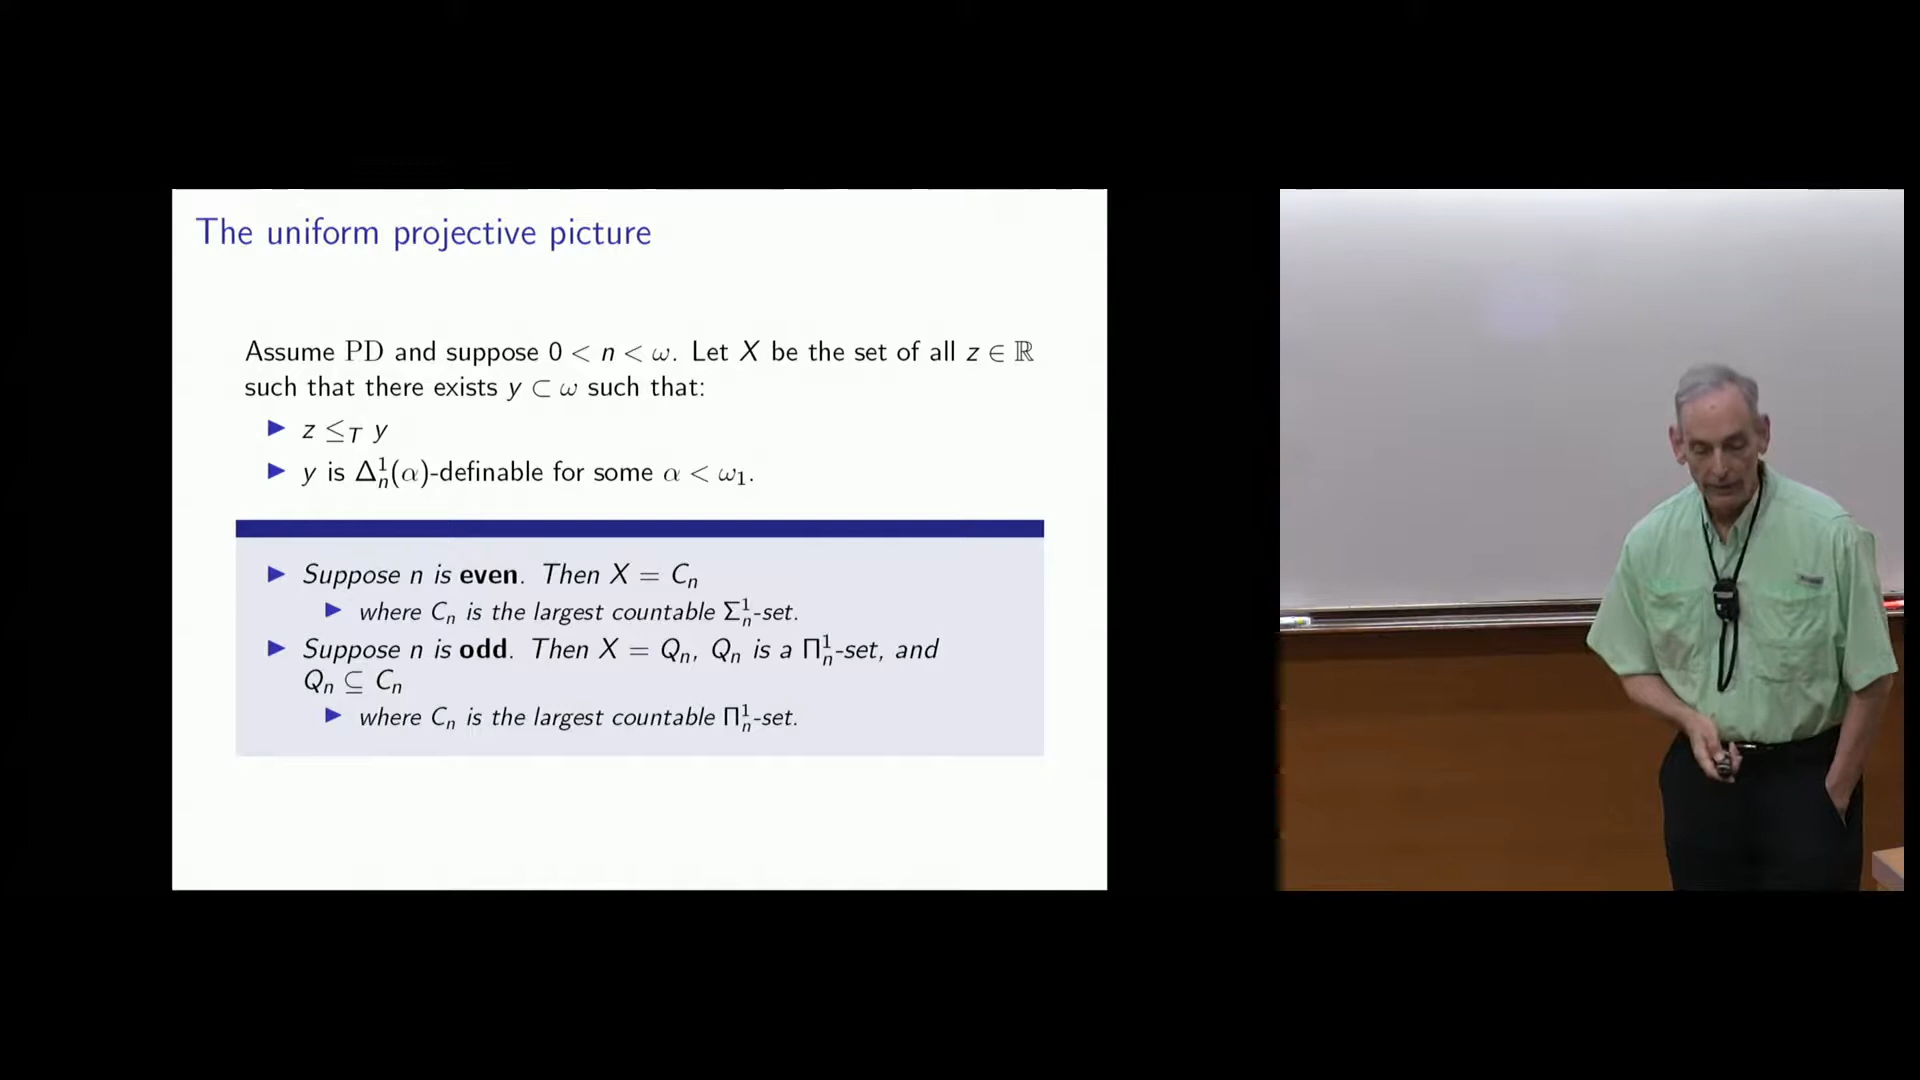 The uniform projective picture
Assume PD and suppose 0 < n < ω. Let X be the set of all z ∈ ℝ
such that there exists y ⊂ ω such that:
▶ z ≤_T y
▶ y is Δ^1_n(α)-definable for some α < ω_1.
▶ Suppose n is even. Then X = C_n
▶ where C_n is the largest countable Σ^1_n-set.
▶ Suppose n is odd. Then X = Q_n, Q_n is a Π^1_n-set, and
Q_n ⊆ C_n
▶ where C_n is the largest countable Π^1_n-set.